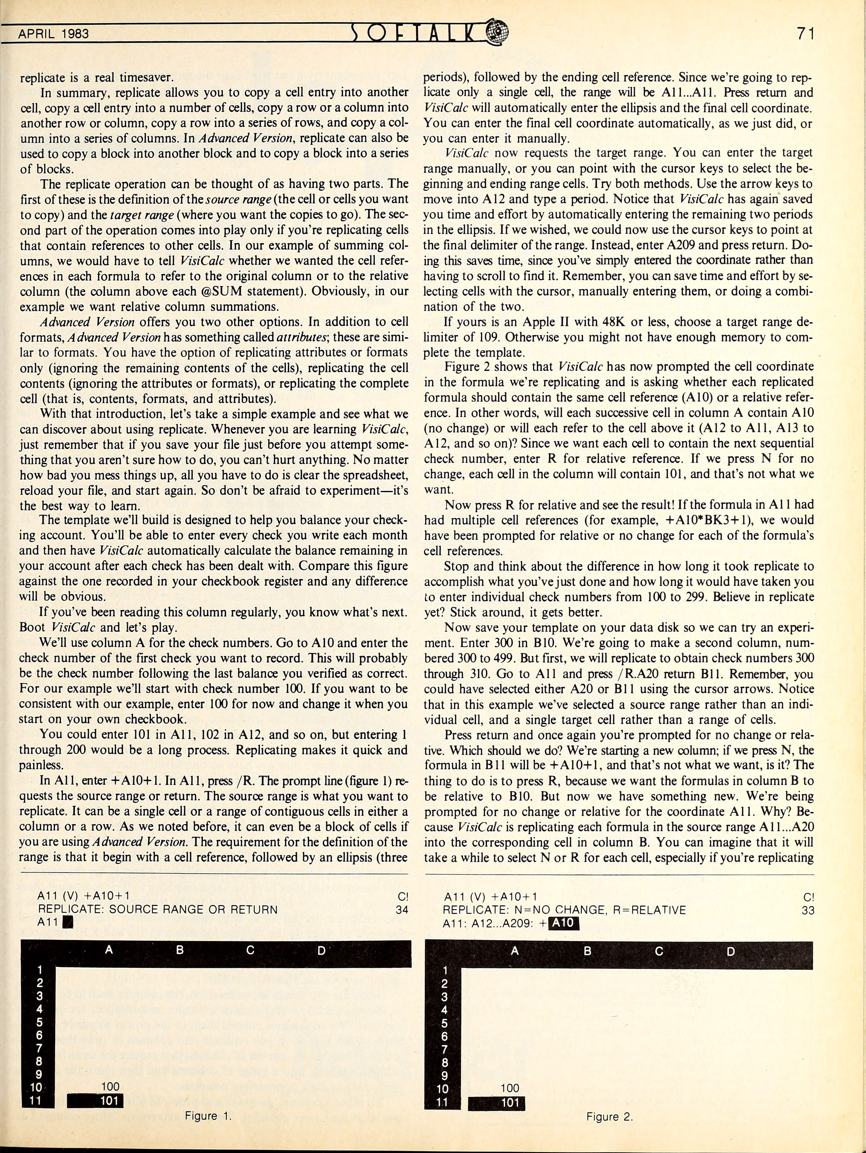 APRIL 1983
SOFTALK
71
replicate is a real timesaver.
In summary, replicate allows you to copy a cell entry into another
cell, copy a cell entry into a number of cells, copy a row or a column into
another row or column, copy a row into a series of rows, and copy a col-
umn into a series of columns. In Advanced Version, replicate can also be
used to copy a block into another block and to copy a block into a series
of blocks.
The replicate operation can be thought of as having two parts. The
first of these is the definition of the source range (the cell or cells you want
to copy) and the target range (where you want the copies to go). The sec-
ond part of the operation comes into play only if you're replicating cells
that contain references to other cells. In our example of summing col-
umns, we would have to tell VisiCalc whether we wanted the cell refer-
ences in each formula to refer to the original column or to the relative
column (the column above each @SUM statement). Obviously, in our
example we want relative column summations.
Advanced Version offers you two other options. In addition to cell
formats, Advanced Version has something called attributes; these are simi-
lar to formats. You have the option of replicating attributes or formats
only (ignoring the remaining contents of the cells), replicating the cell
contents (ignoring the attributes or formats), or replicating the complete
cell (that is, contents, formats, and attributes).
With that introduction, let's take a simple example and see what we
can discover about using replicate. Whenever you are learning VisiCalc,
just remember that if you save your file just before you attempt some-
thing that you aren't sure how to do, you can't hurt anything. No matter
how bad you mess things up, all you have to do is clear the spreadsheet,
reload your file, and start again. So don't be afraid to experiment—it's
the best way to learn.
The template we'll build is designed to help you balance your check-
ing account. You'll be able to enter every check you write each month
and then have VisiCalc automatically calculate the balance remaining in
your account after each check has been dealt with. Compare this figure
against the one recorded in your checkbook register and any difference
will be obvious.
If you've been reading this column regularly, you know what's next.
Boot VisiCalc and let's play.
We'll use column A for the check numbers. Go to A10 and enter the
check number of the first check you want to record. This will probably
be the check number following the last balance you verified as correct.
For our example we'll start with check number 100. If you want to be
consistent with our example, enter 100 for now and change it when you
start on your own checkbook.
You could enter 101 in A11, 102 in A12, and so on, but entering 1
through 200 would be a long process. Replicating makes it quick and
painless.
In A11, enter +A10+1. In A11, press /R. The prompt line (figure 1) re-
quests the source range or return. The source range is what you want to
replicate. It can be a single cell or a range of contiguous cells in either a
column or a row. As we noted before, it can even be a block of cells if
you are using Advanced Version. The requirement for the definition of the
range is that it begin with a cell reference, followed by an ellipsis (three
periods), followed by the ending cell reference. Since we're going to rep-
licate only a single cell, the range will be A11...A11. Press return and
VisiCalc will automatically enter the ellipsis and the final cell coordinate.
You can enter the final cell coordinate automatically, as we just did, or
you can enter it manually.
VisiCalc now requests the target range. You can enter the target
range manually, or you can point with the cursor keys to select the be-
ginning and ending range cells. Try both methods. Use the arrow keys to
move into A12 and type a period. Notice that VisiCalc has again saved
you time and effort by automatically entering the remaining two periods
in the ellipsis. If we wished, we could now use the cursor keys to point at
the final delimiter of the range. Instead, enter A209 and press return. Do-
ing this saves time, since you've simply entered the coordinate rather than
having to scroll to find it. Remember, you can save time and effort by se-
lecting cells with the cursor, manually entering them, or doing a combi-
nation of the two.
If yours is an Apple II with 48K or less, choose a target range de-
limiter of 109. Otherwise you might not have enough memory to com-
plete the template.
Figure 2 shows that VisiCalc has now prompted the cell coordinate
in the formula we're replicating and is asking whether each replicated
formula should contain the same cell reference (A10) or a relative refer-
ence. In other words, will each successive cell in column A contain A10
(no change) or will each refer to the cell above it (A12 to A11, A13 to
A12, and so on)? Since we want each cell to contain the next sequential
check number, enter R for relative reference. If we press N for no
change, each cell in the column will contain 101, and that's not what we
want.
Now press R for relative and see the result! If the formula in A11 had
had multiple cell references (for example, +A10*BK3+1), we would
have been prompted for relative or no change for each of the formula's
cell references.
Stop and think about the difference in how long it took replicate to
accomplish what you've just done and how long it would have taken you
to enter individual check numbers from 100 to 299. Believe in replicate
yet? Stick around, it gets better.
Now save your template on your data disk so we can try an experi-
ment. Enter 300 in B10. We're going to make a second column, num-
bered 300 to 499. But first, we will replicate to obtain check numbers 300
through 310. Go to A11 and press /R.A20 return B11. Remember, you
could have selected either A20 or B11 using the cursor arrows. Notice
that in this example we've selected a source range rather than an indi-
vidual cell, and a single target cell rather than a range of cells.
Press return and once again you're prompted for no change or rela-
tive. Which should we do? We're starting a new column; if we press N, the
formula in B11 will be +A10+1, and that's not what we want, is it? The
thing to do is to press R, because we want the formulas in column B to
be relative to B10. But now we have something new. We're being
prompted for no change or relative for the coordinate A11. Why? Be-
cause VisiCalc is replicating each formula in the source range A11...A20
into the corresponding cell in column B. You can imagine that it will
take a while to select N or R for each cell, especially if you're replicating
A11 (V) +A10+1 C!
REPLICATE: SOURCE RANGE OR RETURN 34
A11
A B C D
1
2
3
4
5
6
7
8
9
10 100
11 101
Figure 1.
A11 (V) +A10+1 C!
REPLICATE: N=NO CHANGE, R=RELATIVE 33
A11: A12...A209: +A10
A B C D
1
2
3
4
5
6
7
8
9
10 100
11 101
Figure 2.